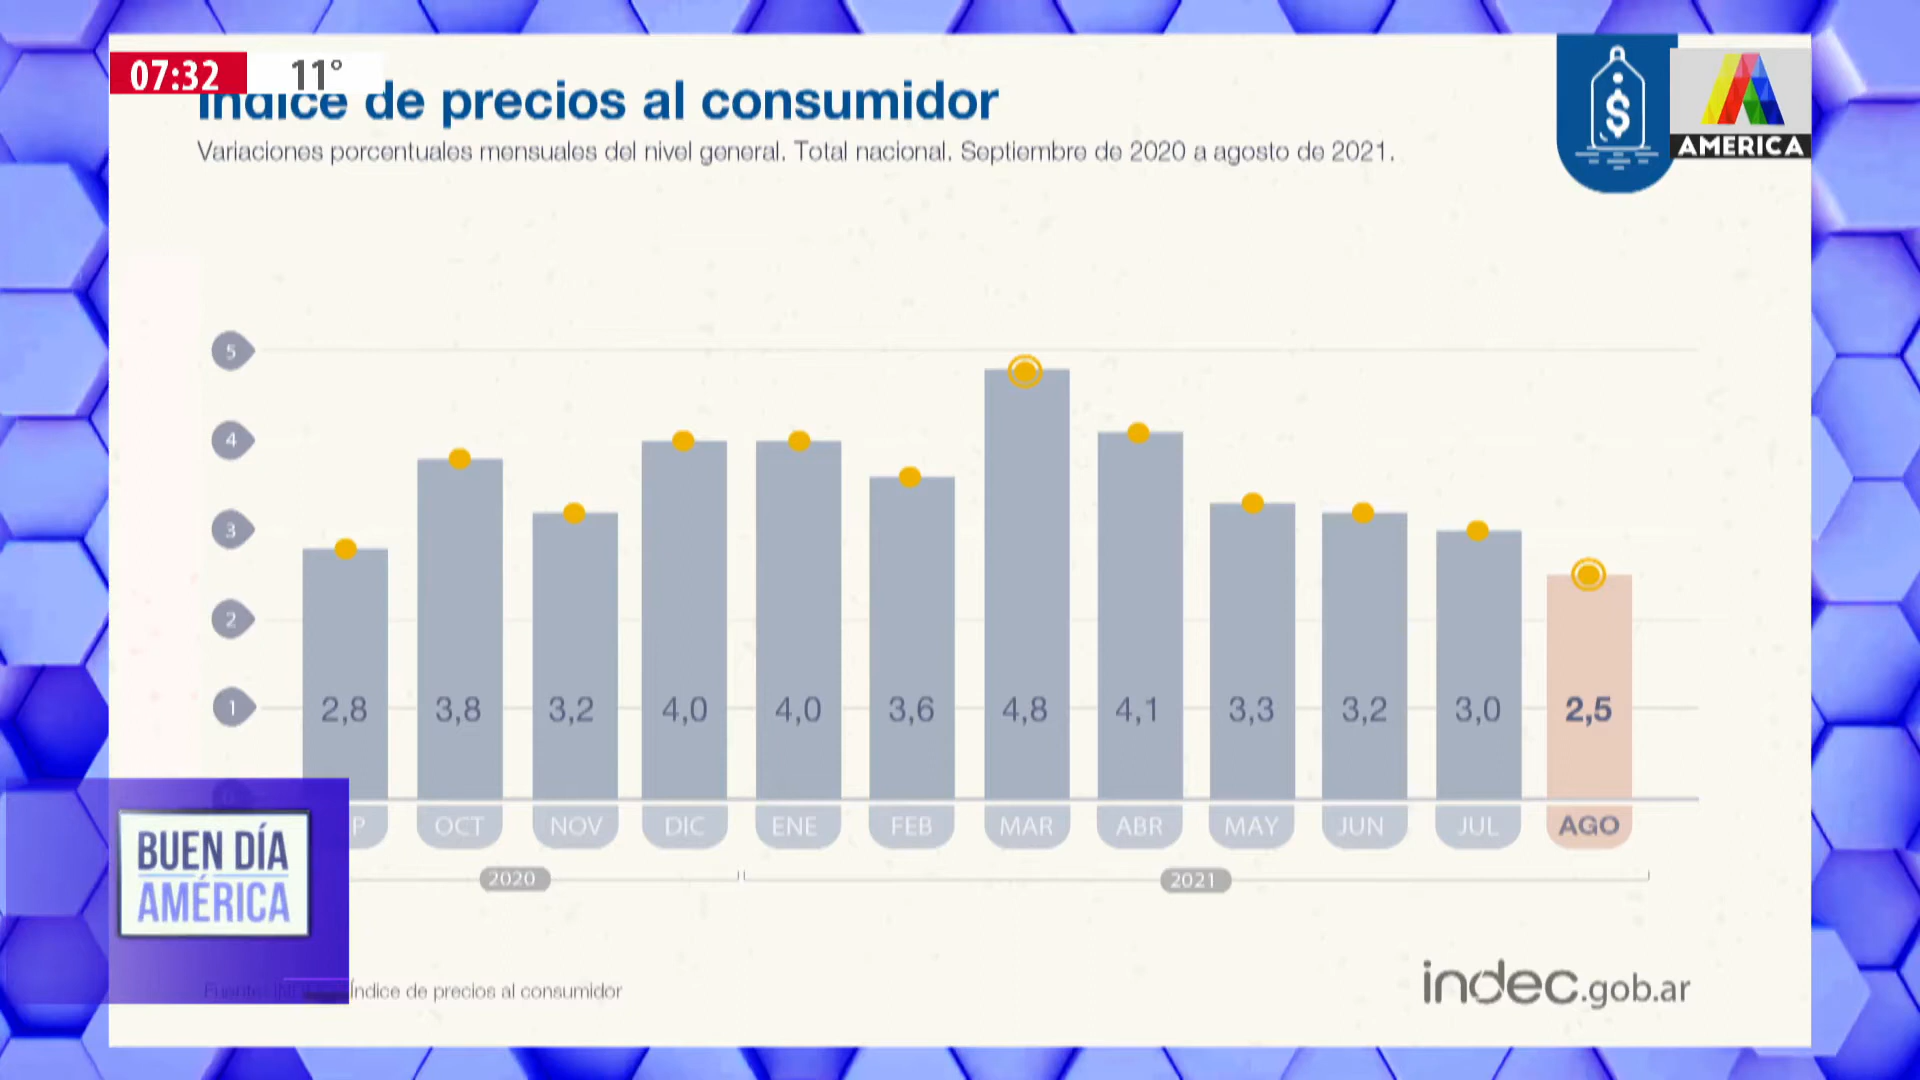 07:32
11°
Índice de precios al consumidor
Variaciones porcentuales mensuales del nivel general. Total nacional. Septiembre de 2020 a agosto de 2021.
$
AMERICA
5
4
3
2
1
2,8 3,8 3,2 4,0 4,0 3,6 4,8 4,1 3,3 3,2 3,0 2,5
P OCT NOV DIC ENE FEB MAR ABR MAY JUN JUL AGO
2020 2021
BUEN DÍA
AMÉRICA
Índice de precios al consumidor
indec.gob.ar